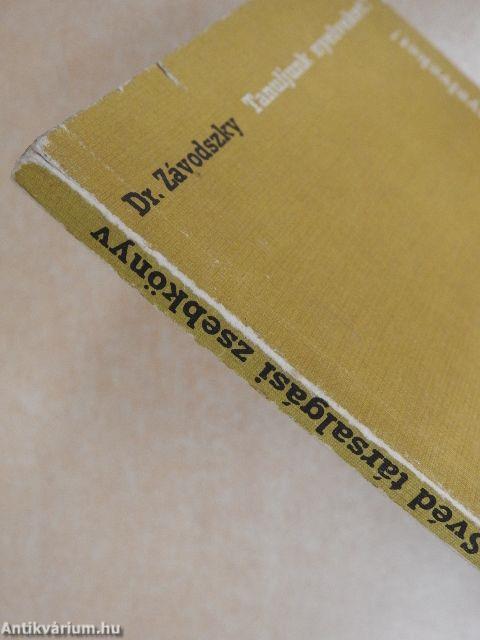 Dr. Závodszky
Tanuljunk nyelveket!
Svéd társalgási zsebkönyv
Antikvárium.hu